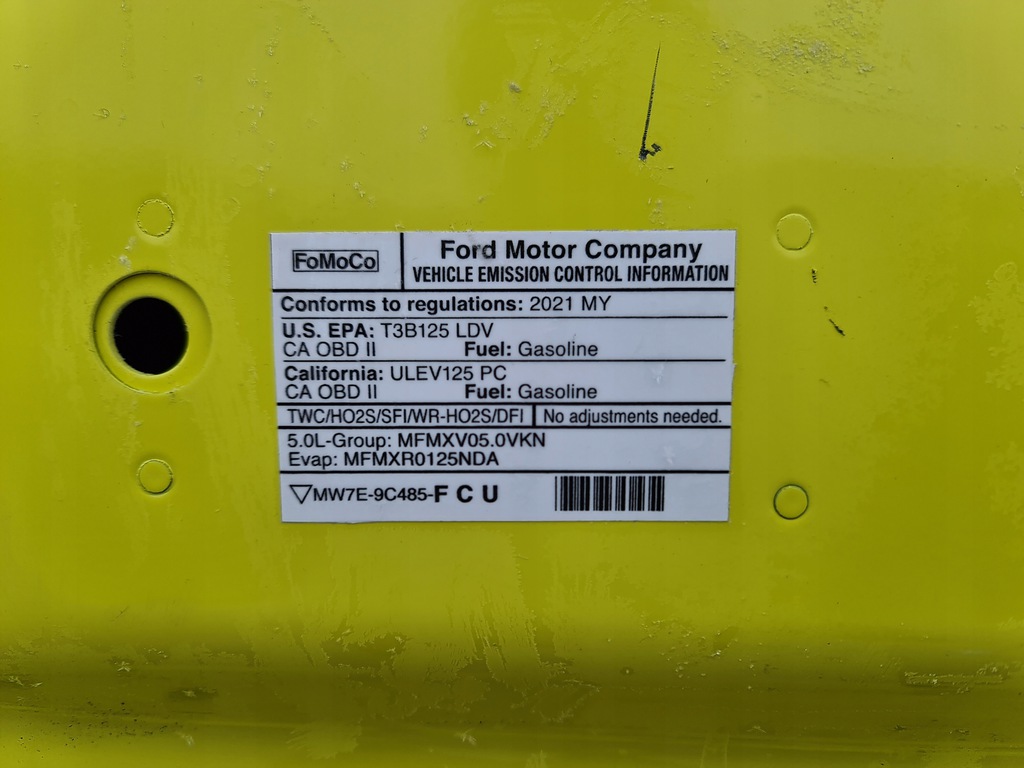 FoMoCo
Ford Motor Company
VEHICLE EMISSION CONTROL INFORMATION
Conforms to regulations: 2021 MY
U.S. EPA: T3B125 LDV
CA OBD II Fuel: Gasoline
California: ULEV125 PC
CA OBD II Fuel: Gasoline
TWC/HO2S/SFI/WR-HO2S/DFI No adjustments needed.
5.0L-Group: MFMXV05.0VKN
Evap: MFMXR0125NDA
MW7E-9C485-F C U